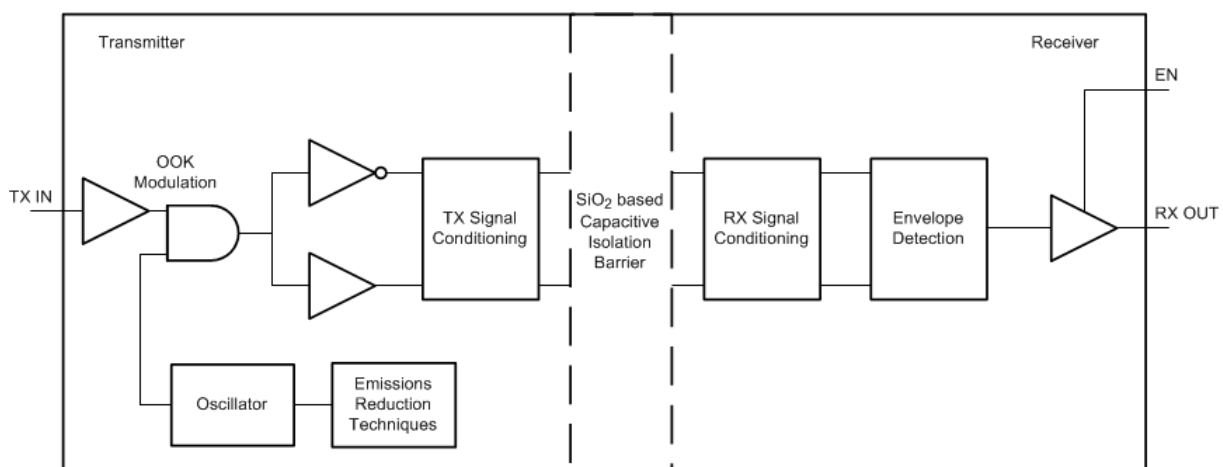 Transmitter
Receiver
EN
OOK
Modulation
TX IN
TX Signal
Conditioning
SiO₂ based
Capacitive
Isolation
Barrier
RX Signal
Conditioning
Envelope
Detection
RX OUT
Oscillator
Emissions
Reduction
Techniques